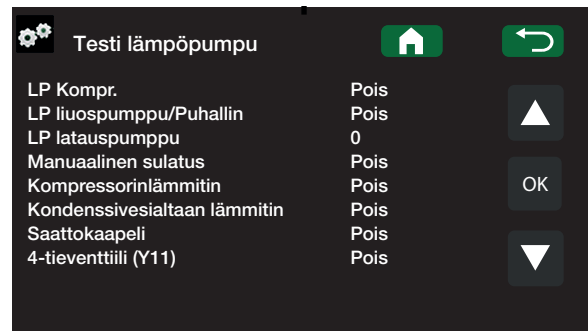 Testi lämpöpumpu
LP Kompr. Pois
LP liuospumppu/Puhallin Pois
LP latauspumppu 0
Manuaalinen sulatus Pois
Kompressorinlämmitin Pois
Kondenssivesialtaan lämmitin Pois
Saattokaapeli Pois
4-tieventtiili (Y11) Pois
OK